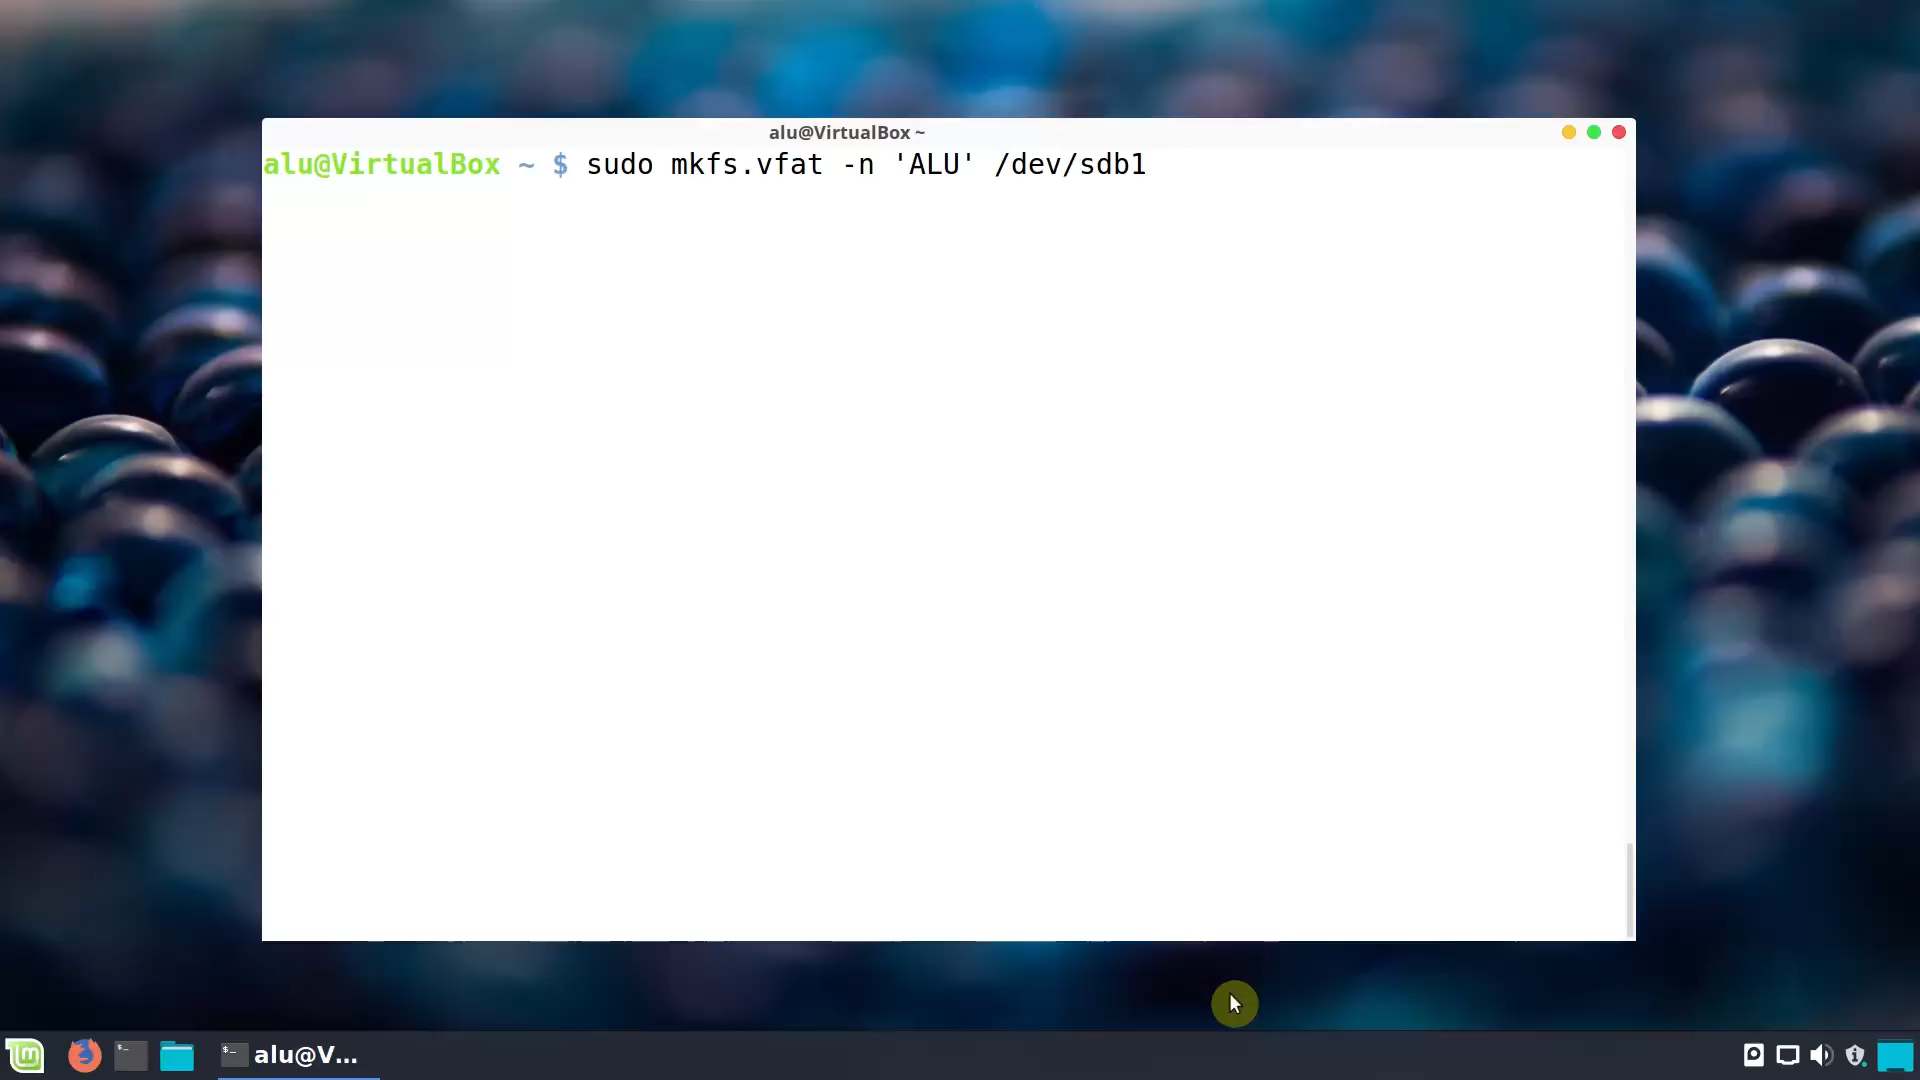 alu@VirtualBox ~
alu@VirtualBox ~ $ sudo mkfs.vfat -n 'ALU' /dev/sdb1
$_
$_ alu@V...